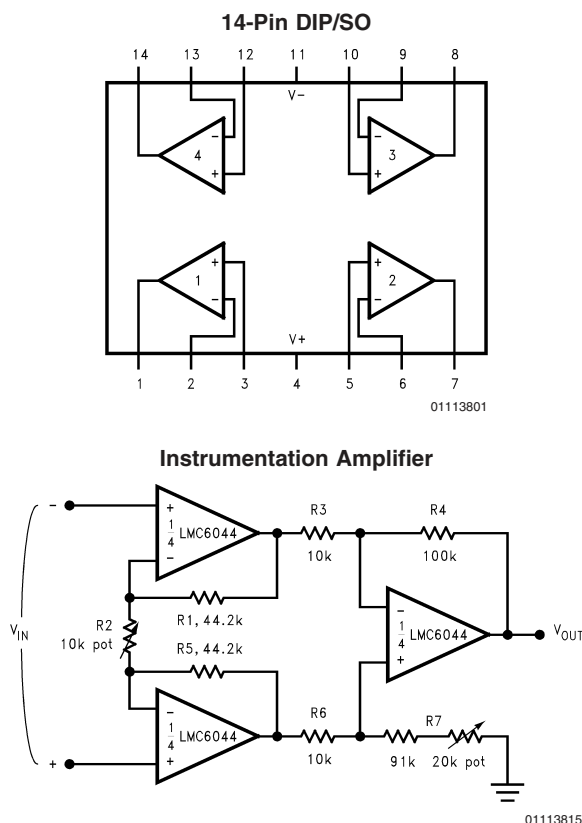 14-Pin DIP/SO
14 13 12 11 10 9 8
V-
4 - +
- + 3
1 + -
+ - 2
V+
1 2 3 4 5 6 7
01113801
Instrumentation Amplifier
- + 1/4 LMC6044 -
R3 10k
R4 100k
R1, 44.2k
VIN
R2
10k pot
R5, 44.2k
- 1/4 LMC6044 +
+
- 1/4 LMC6044 +
VOUT
R6 10k
R7
91k 20k pot
01113815